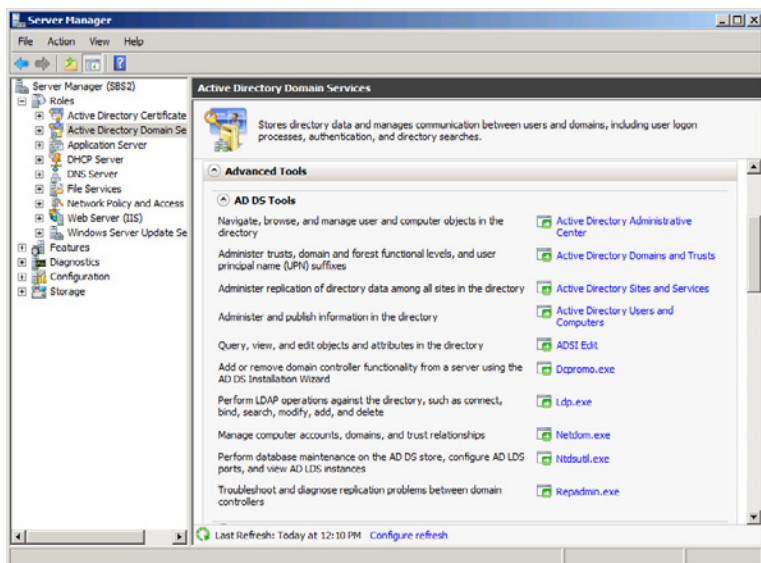 Server Manager
File Action View Help
Server Manager (SBS2)
Roles
Active Directory Certificate
Active Directory Domain Se
Application Server
DHCP Server
DNS Server
File Services
Network Policy and Access
Web Server (IIS)
Windows Server Update Se
Features
Diagnostics
Configuration
Storage
Active Directory Domain Services
Stores directory data and manages communication between users and domains, including user logon
processes, authentication, and directory searches.
Advanced Tools
AD DS Tools
Navigate, browse, and manage user and computer objects in the
directory
Active Directory Administrative
Center
Administer trusts, domain and forest functional levels, and user
principal name (UPN) suffixes
Active Directory Domains and Trusts
Administer replication of directory data among all sites in the directory
Active Directory Sites and Services
Administer and publish information in the directory
Active Directory Users and
Computers
Query, view, and edit objects and attributes in the directory
ADSI Edit
Add or remove domain controller functionality from a server using the
AD DS Installation Wizard
Dcpromo.exe
Perform LDAP operations against the directory, such as connect,
bind, search, modify, add, and delete
Ldp.exe
Manage computer accounts, domains, and trust relationships
Netdom.exe
Perform database maintenance on the AD DS store, configure AD LDS
ports, and view AD LDS instances
Ntdsutil.exe
Troubleshoot and diagnose replication problems between domain
controllers
Repadmin.exe
Last Refresh: Today at 12:10 PM Configure refresh